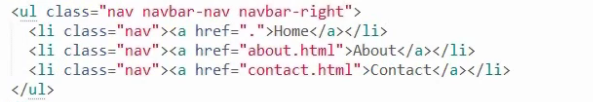 <ul class="nav navbar-nav navbar-right">
<li class="nav"><a href=".">Home</a></li>
<li class="nav"><a href="about.html">About</a></li>
<li class="nav"><a href="contact.html">Contact</a></li>
</ul>